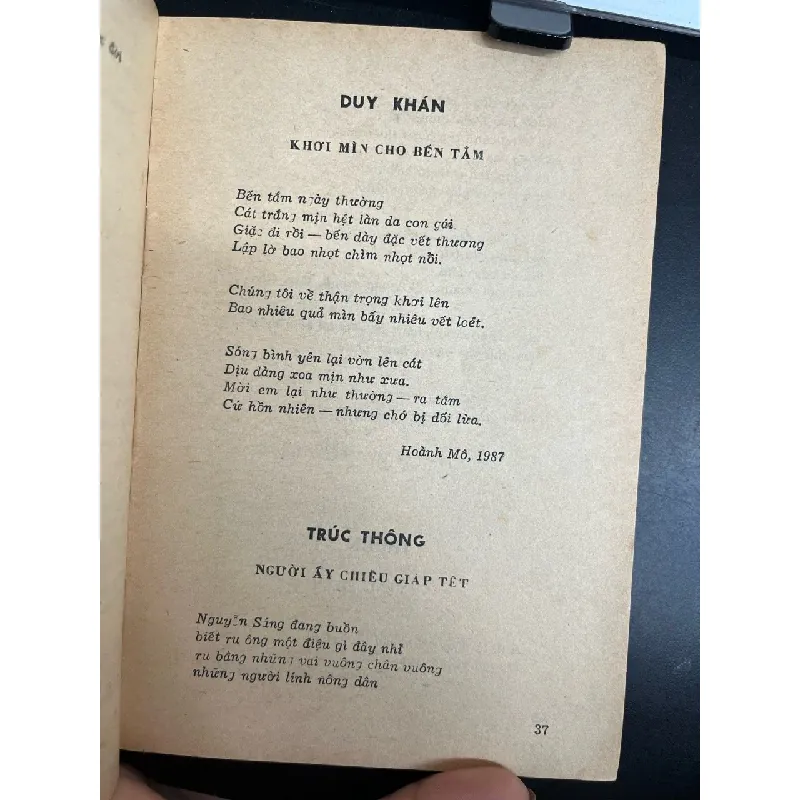 DUY KHÁN
KHƠI MÌN CHO BẾN TẮM
Bến tắm ngày thường
Cát trắng mịn hệt làn da con gái.
Giặc đi rồi — bến dày đặc vết thương
Lập lờ bao nhọt chìm nhọt nổi.
Chúng tôi về thận trọng khơi lên
Bao nhiêu quả mìn bấy nhiêu vết loét.
Sóng bình yên lại vờn lên cát
Dịu dàng xoa mịn như xưa.
Mời em lại như thường — ra tắm
Cứ hồn nhiên — nhưng chớ bị đối lừa.
Hoành Mô, 1987
TRÚC THÔNG
NGƯỜI ẤY CHIỀU GIÁP TẾT
Nguyễn Sáng đang buồn
biết ru ông một điệu gì đây nhỉ
ru bằng những vai vuông chân vuông
những người lính nông dân
37